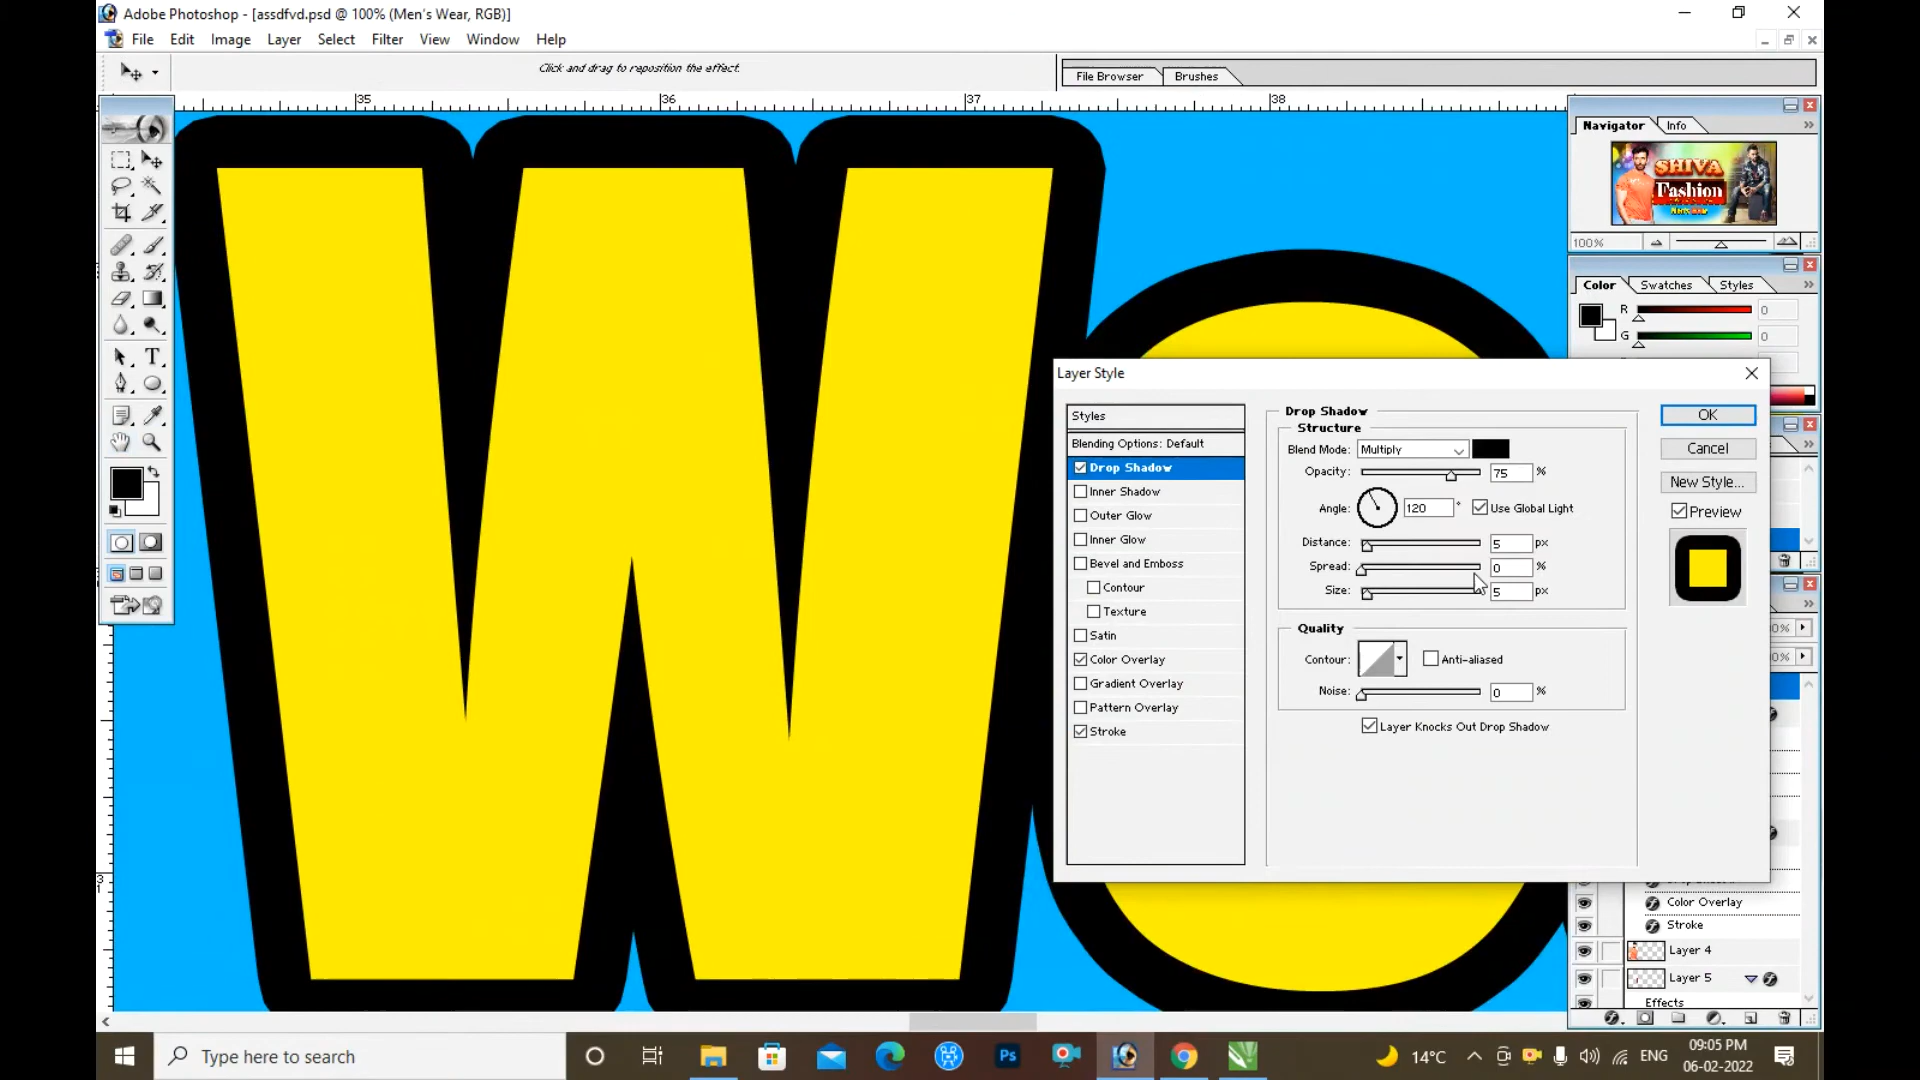 Adobe Photoshop - [assdfvd.psd @ 100% (Men's Wear, RGB)]
File Edit Image Layer Select Filter View Window Help
Click and drag to reposition the effect.
File Browser Brushes
35 36 37 38
Navigator Info
SHIVA
Fashion
100%
Color Swatches Styles
R 0
G 0
W
Layer Style
Styles
Blending Options: Default
Drop Shadow
Inner Shadow
Outer Glow
Inner Glow
Bevel and Emboss
Contour
Texture
Satin
Color Overlay
Gradient Overlay
Pattern Overlay
Stroke
Drop Shadow
Structure
Blend Mode: Multiply
Opacity: 75 %
Angle: 120 ° Use Global Light
Distance: 5 px
Spread: 0 %
Size: 5 px
Quality
Contour: Anti-aliased
Noise: 0 %
Layer Knocks Out Drop Shadow
OK
Cancel
New Style...
Preview
Color Overlay
Stroke
Layer 4
Layer 5
Effects
Type here to search
Ps
14°C
ENG
09:05 PM
06-02-2022